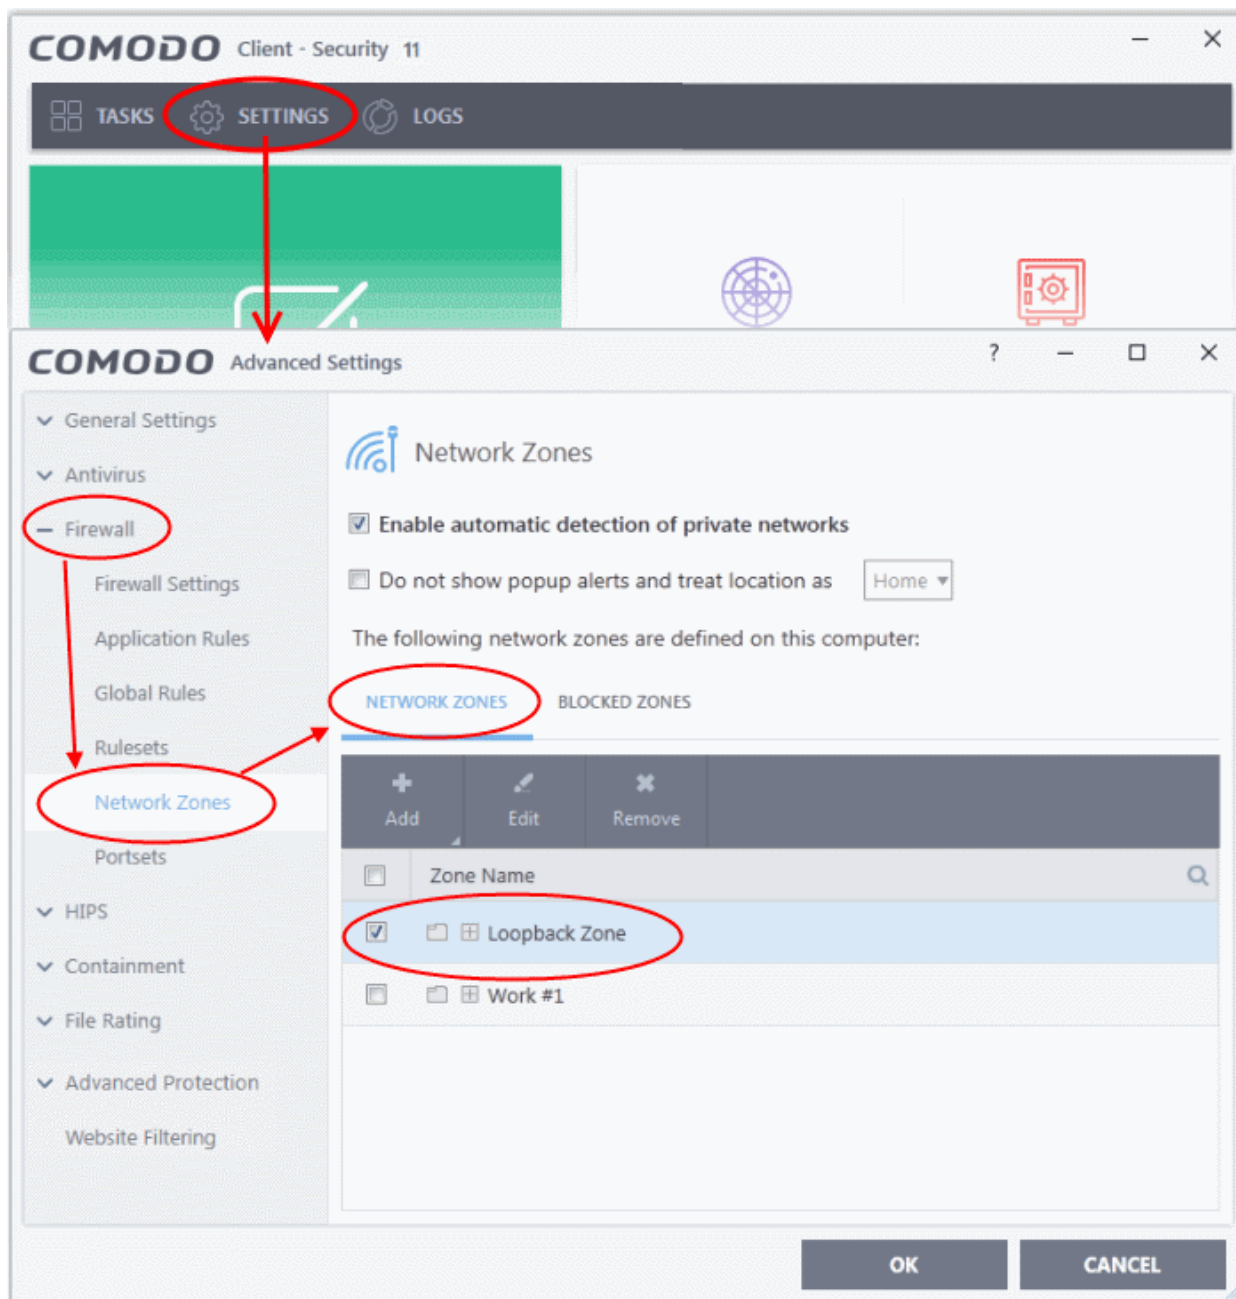 COMODO Client - Security 11
TASKS SETTINGS LOGS
COMODO Advanced Settings ?
General Settings
Antivirus
Firewall
Firewall Settings
Application Rules
Global Rules
Rulesets
Network Zones
Portsets
HIPS
Containment
File Rating
Advanced Protection
Website Filtering
Network Zones
Enable automatic detection of private networks
Do not show popup alerts and treat location as Home
The following network zones are defined on this computer:
NETWORK ZONES BLOCKED ZONES
Add Edit Remove
Zone Name
Loopback Zone
Work #1
OK CANCEL